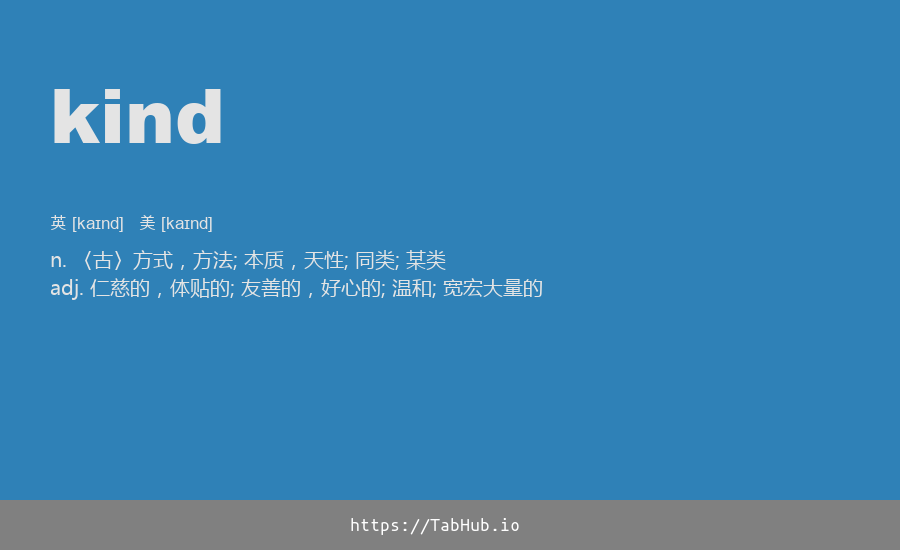 kind
英 [kaɪnd] 美 [kaɪnd]
n. 〈古〉方式，方法; 本质，天性; 同类; 某类
adj. 仁慈的，体贴的; 友善的，好心的; 温和; 宽宏大量的
https://TabHub.io